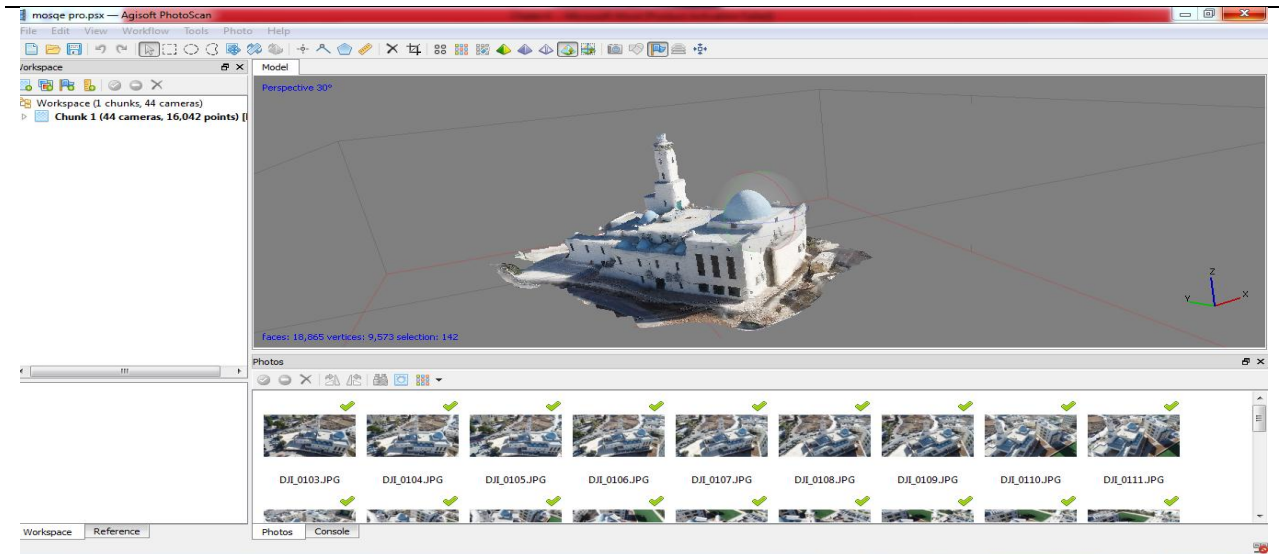 mosqe pro.psx — Agisoft PhotoScan
File Edit View Workflow Tools Photo Help
Workspace
Model
Workspace (1 chunks, 44 cameras)
Chunk 1 (44 cameras, 16,042 points) [
Perspective 30°
Z
Y
X
faces: 18,865 vertices: 9,573 selection: 142
Photos
DJI_0103.JPG DJI_0104.JPG DJI_0105.JPG DJI_0106.JPG DJI_0107.JPG DJI_0108.JPG DJI_0109.JPG DJI_0110.JPG DJI_0111.JPG
Workspace Reference
Photos Console